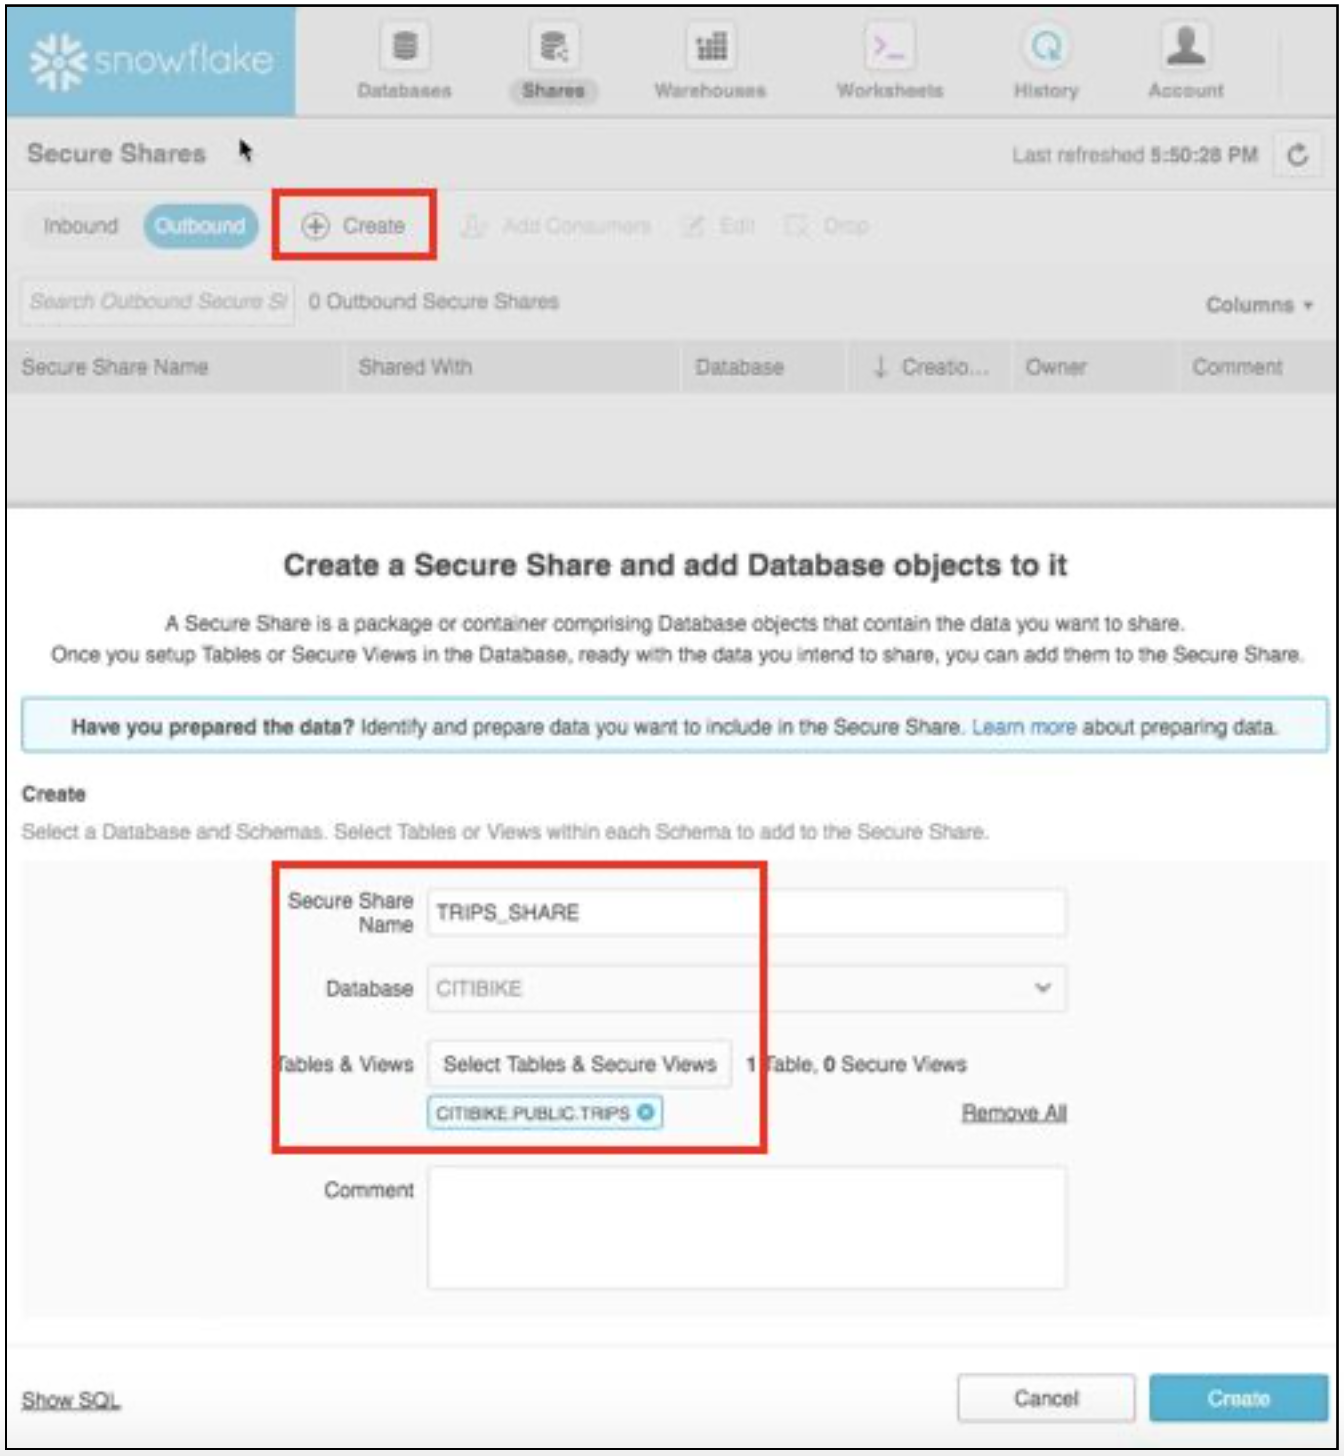 snowflake
Databases Shares Warehouses Worksheets History Account
Secure Shares Last refreshed 5:50:28 PM
Inbound Outbound Create Add Consumers Edit Drop
Search Outbound Secure Sh 0 Outbound Secure Shares Columns
Secure Share Name Shared With Database Creatio... Owner Comment
Create a Secure Share and add Database objects to it
A Secure Share is a package or container comprising Database objects that contain the data you want to share.
Once you setup Tables or Secure Views in the Database, ready with the data you intend to share, you can add them to the Secure Share.
Have you prepared the data? Identify and prepare data you want to include in the Secure Share. Learn more about preparing data.
Create
Select a Database and Schemas. Select Tables or Views within each Schema to add to the Secure Share.
Secure Share
Name TRIPS_SHARE
Database CITIBIKE
Tables & Views Select Tables & Secure Views 1 Table, 0 Secure Views
CITIBIKE.PUBLIC.TRIPS Remove All
Comment
Show SQL Cancel Create